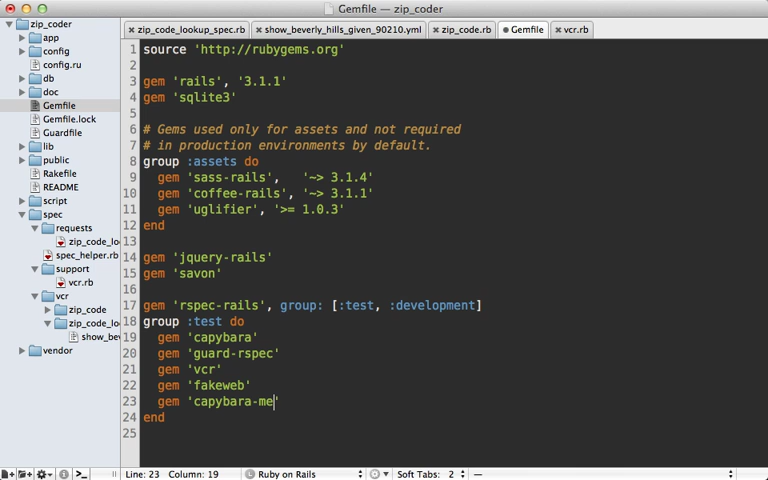 Gemfile — zip_coder
zip_coder
app
config
config.ru
db
doc
Gemfile
Gemfile.lock
Guardfile
lib
public
Rakefile
README
script
spec
requests
zip_code_lo
spec_helper.rb
support
vcr.rb
vcr
zip_code
zip_code_lo
show_bev
vendor
zip_code_lookup_spec.rb show_beverly_hills_given_90210.yml zip_code.rb Gemfile vcr.rb
1 source 'http://rubygems.org'
2
3 gem 'rails', '3.1.1'
4 gem 'sqlite3'
5
6 # Gems used only for assets and not required
7 # in production environments by default.
8 group :assets do
9 gem 'sass-rails', '~> 3.1.4'
10 gem 'coffee-rails', '~> 3.1.1'
11 gem 'uglifier', '>= 1.0.3'
12 end
13
14 gem 'jquery-rails'
15 gem 'savon'
16
17 gem 'rspec-rails', group: [:test, :development]
18 group :test do
19 gem 'capybara'
20 gem 'guard-rspec'
21 gem 'vcr'
22 gem 'fakeweb'
23 gem 'capybara-me'
24 end
25
Line: 23 Column: 19 Ruby on Rails Soft Tabs: 2 —